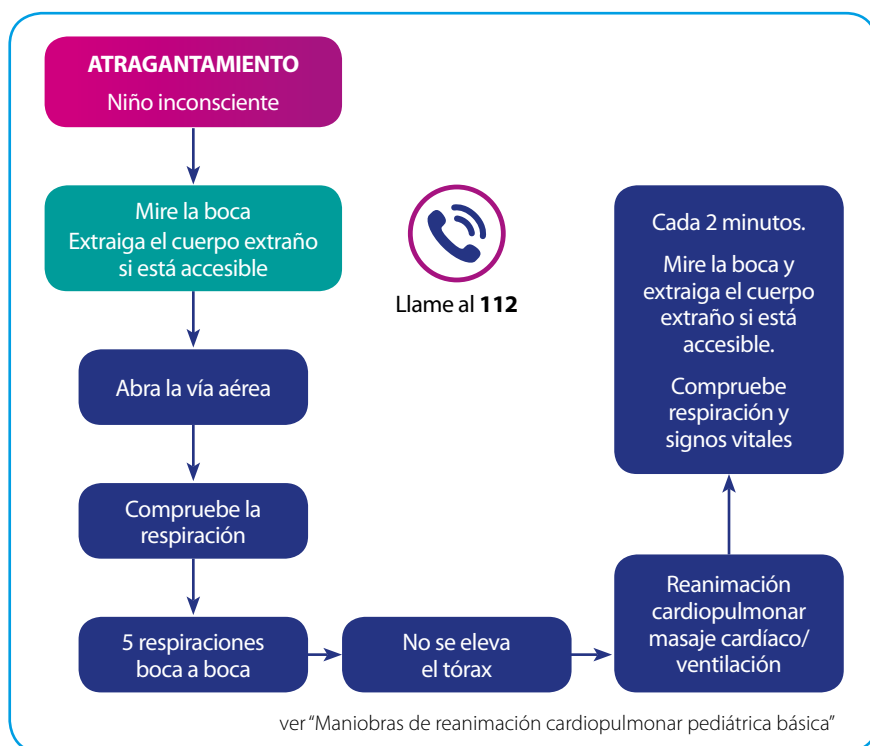 ATRAGANTAMIENTO
Niño inconsciente
Mire la boca
Extraiga el cuerpo extraño
si está accesible
Llame al 112
Abra la vía aérea
Compruebe la
respiración
5 respiraciones
boca a boca
No se eleva
el tórax
Reanimación
cardiopulmonar
masaje cardíaco/
ventilación
Cada 2 minutos.
Mire la boca y
extraiga el cuerpo
extraño si está
accesible.
Compruebe
respiración y
signos vitales
ver “Maniobras de reanimación cardiopulmonar pediátrica básica”